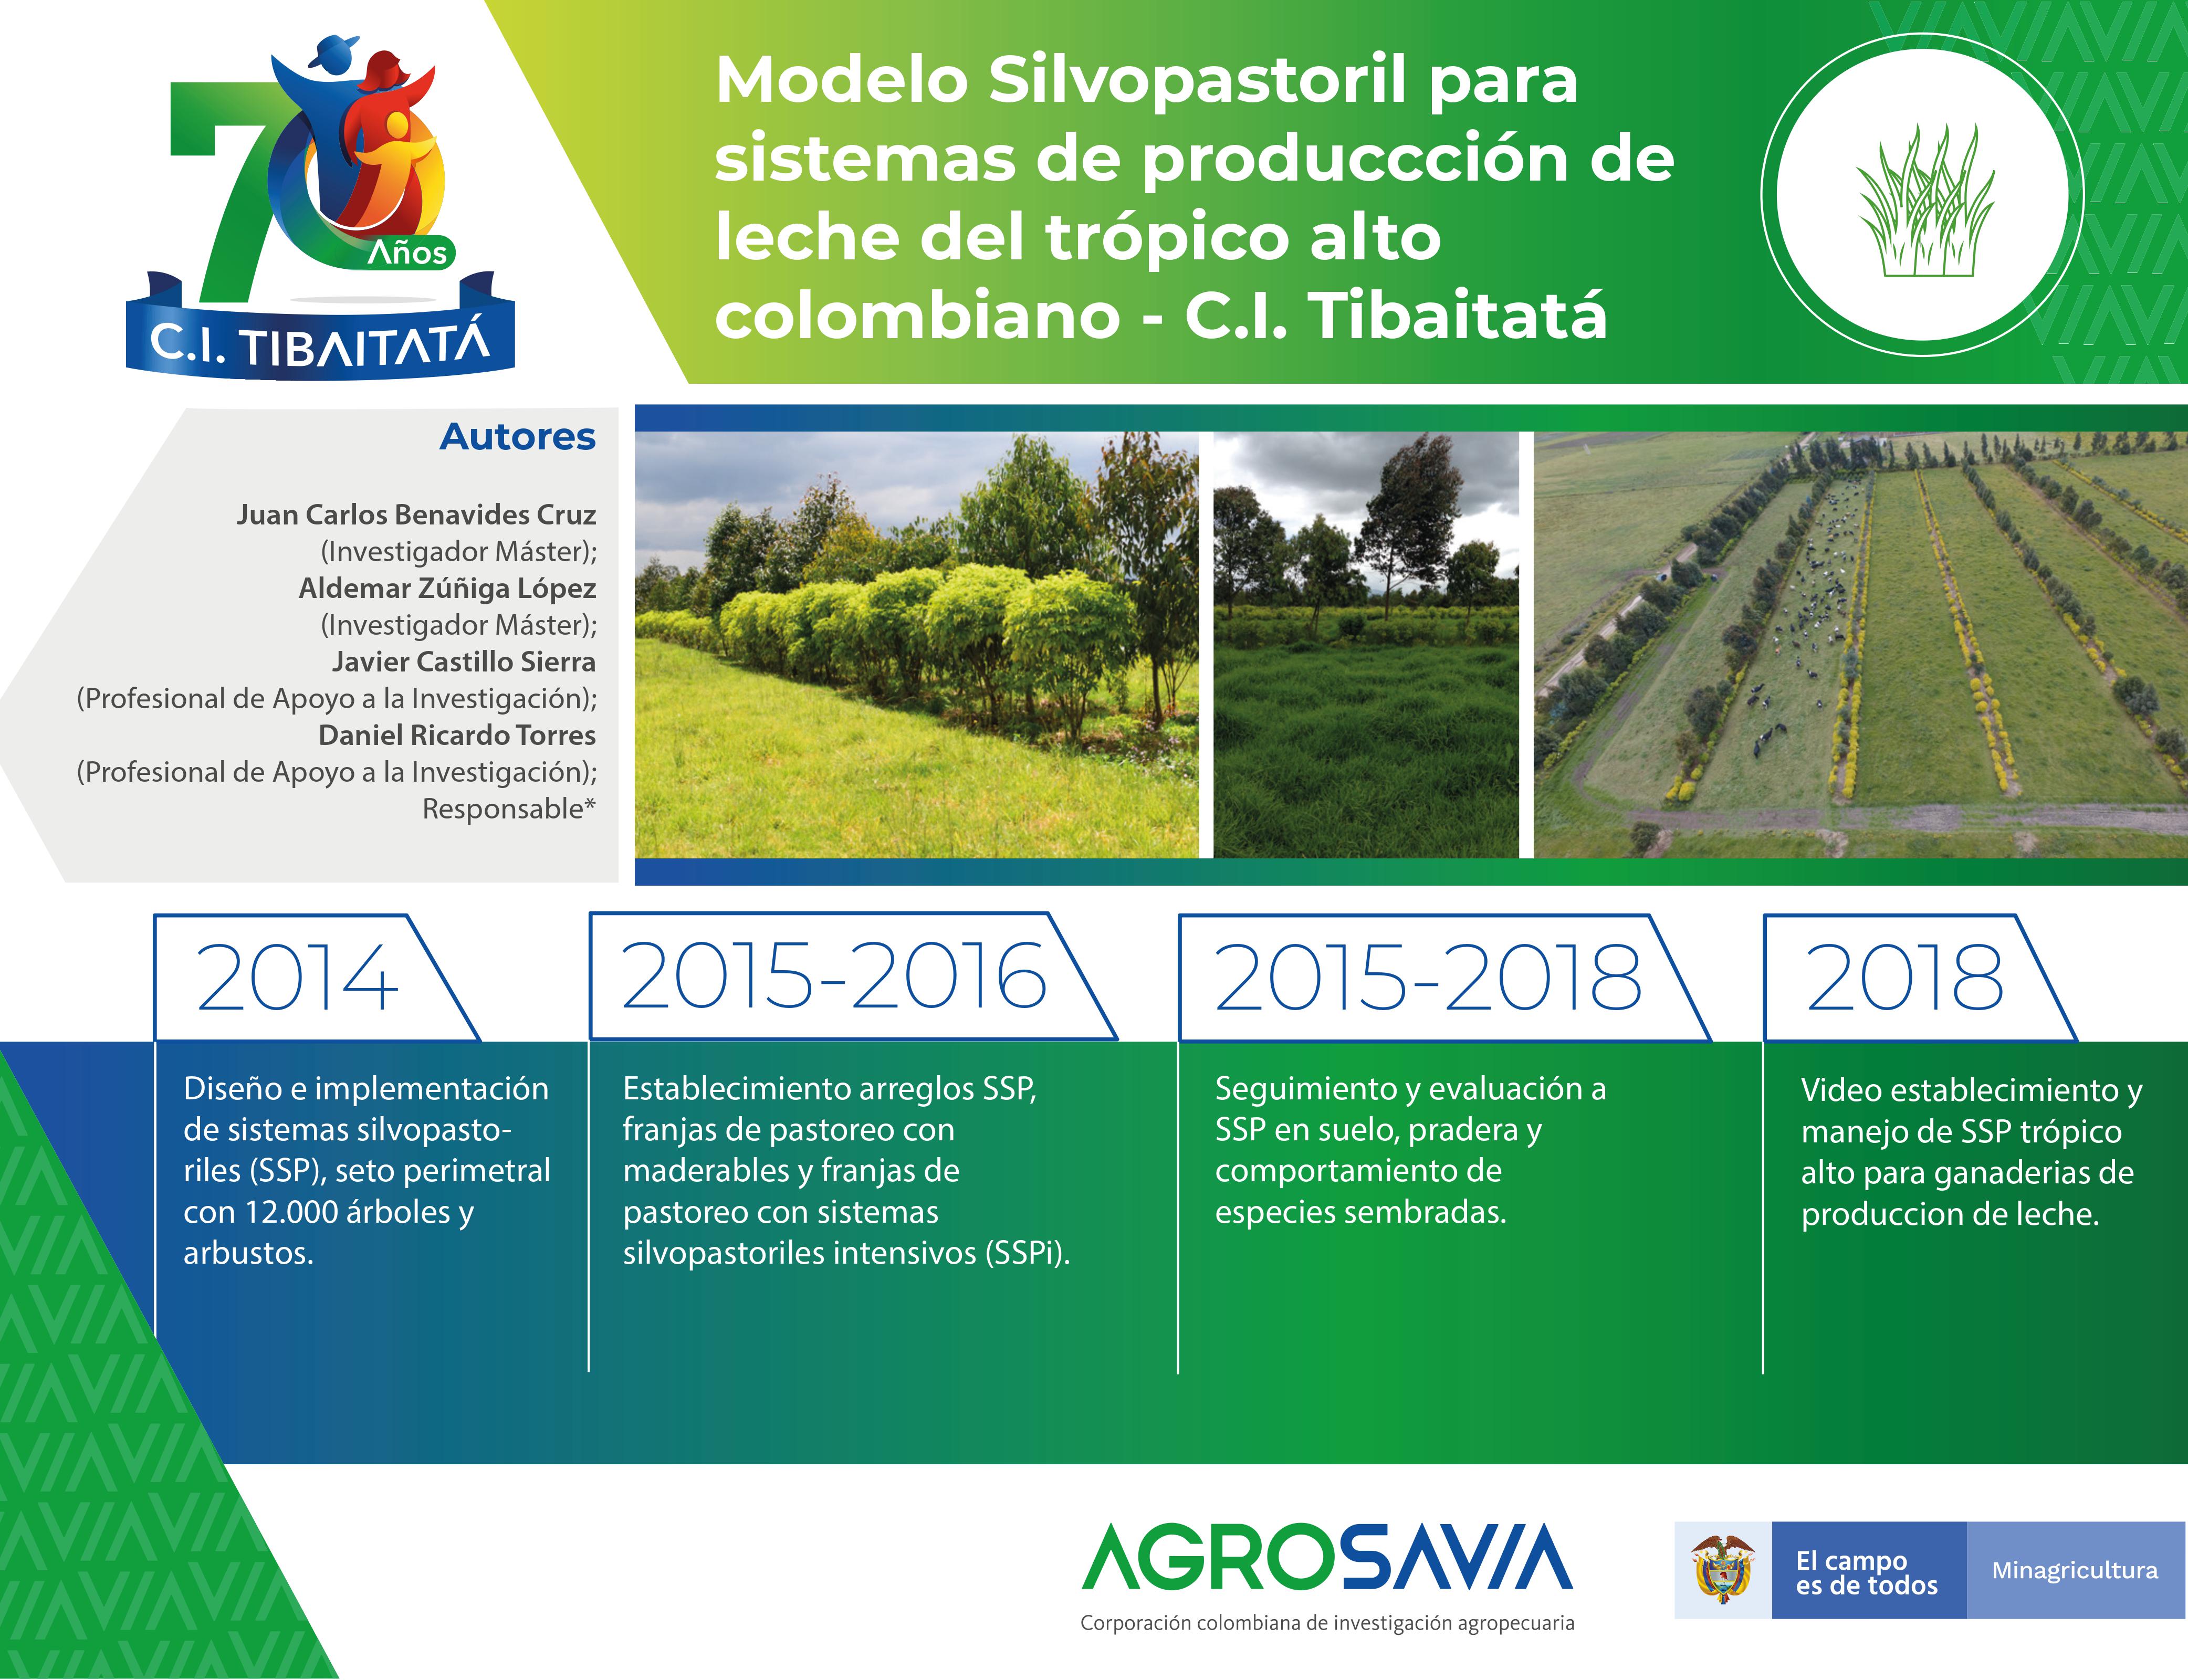 70 Años
C.I. TIBAITATÁ
Modelo Silvopastoril para
sistemas de produccción de
leche del trópico alto
colombiano - C.I. Tibaitatá
Autores
Juan Carlos Benavides Cruz
(Investigador Máster);
Aldemar Zúñiga López
(Investigador Máster);
Javier Castillo Sierra
(Profesional de Apoyo a la Investigación);
Daniel Ricardo Torres
(Profesional de Apoyo a la Investigación);
Responsable*
2014
Diseño e implementación
de sistemas silvopasto-
riles (SSP), seto perimetral
con 12.000 árboles y
arbustos.
2015-2016
Establecimiento arreglos SSP,
franjas de pastoreo con
maderables y franjas de
pastoreo con sistemas
silvopastoriles intensivos (SSPi).
2015-2018
Seguimiento y evaluación a
SSP en suelo, pradera y
comportamiento de
especies sembradas.
2018
Video establecimiento y
manejo de SSP trópico
alto para ganaderias de
produccion de leche.
AGROSAVIA
Corporación colombiana de investigación agropecuaria
El campo
es de todos
Minagricultura